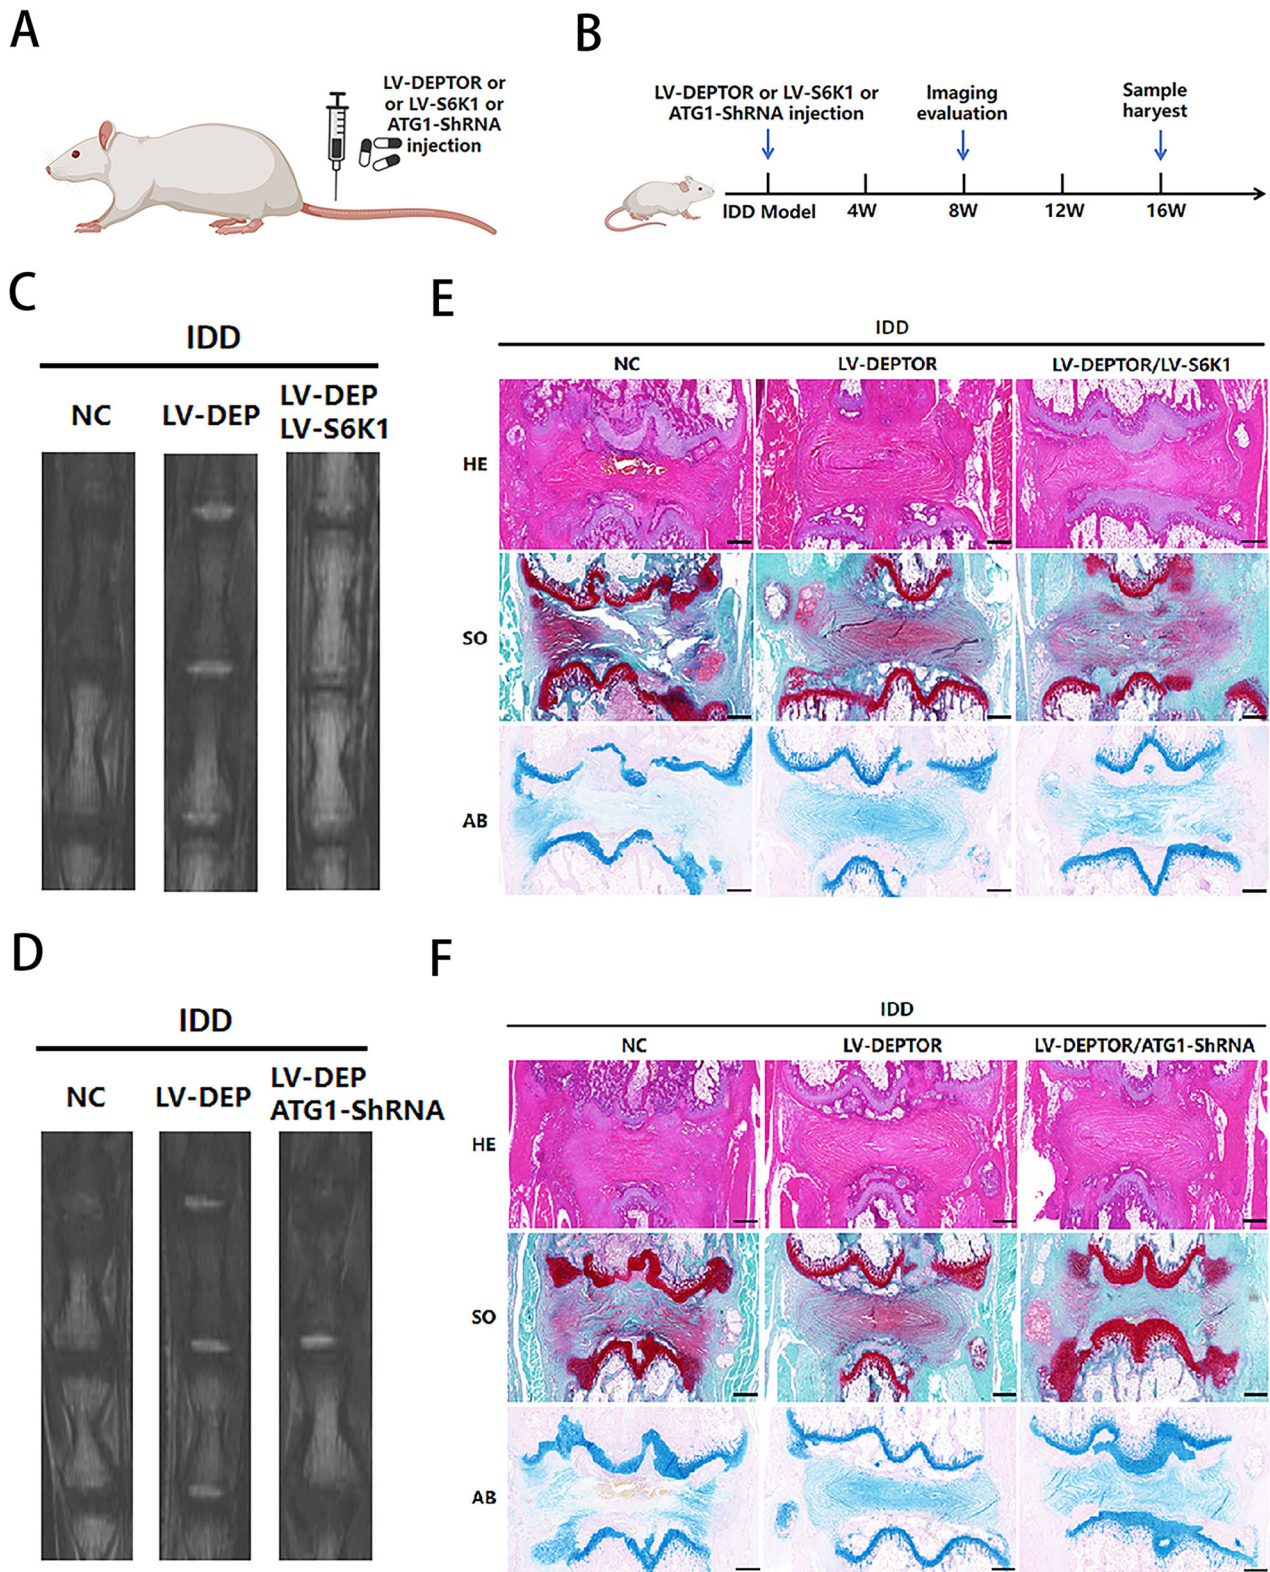 A
LV-DEPTOR or
or LV-S6K1 or
ATG1-ShRNA
injection
B
LV-DEPTOR or LV-S6K1 or
ATG1-ShRNA injection
Imaging
evaluation
Sample
haryest
IDD Model
4W
8W
12W
16W
C
IDD
NC
LV-DEP
LV-DEP
LV-S6K1
E
IDD
NC
LV-DEPTOR
LV-DEPTOR/LV-S6K1
HE
SO
AB
D
IDD
NC
LV-DEP
LV-DEP
ATG1-ShRNA
F
IDD
NC
LV-DEPTOR
LV-DEPTOR/ATG1-ShRNA
HE
SO
AB